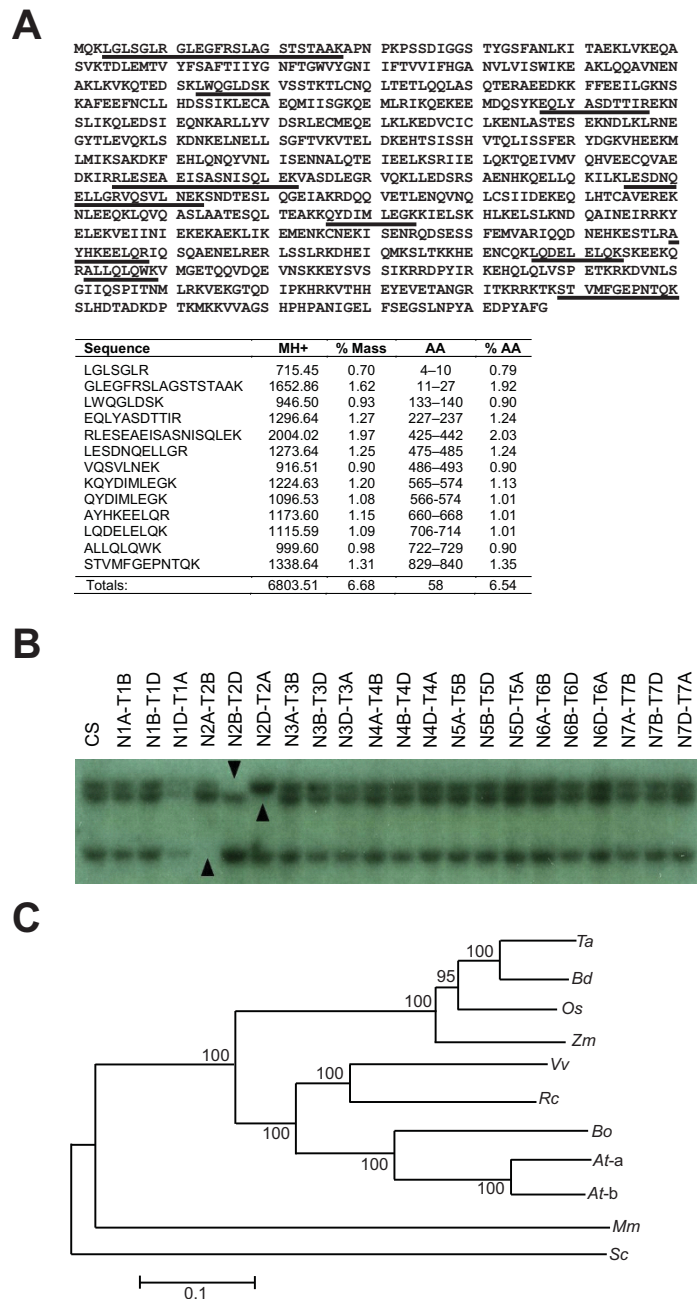 A
MQKLGLSGLRG GLEGFRSLAG STSTAAKAPN PKPSSDIGGS TYGSFANLKI TAEKLVKEQA
SVKTDLEMTV YFSAFTIIYG NFTGWVYGNI IFTVVIFHGA NVLVISWIKE AKLQQAVNEN
AKLKVKQTED SKLWQGLDSK VSSTKTLCNQ LTETLQQLAS QTERAEEDKKF FEEILGKNS
KAFEEFNCLL HDSSIKLECA EQMIISGKQE MLRIKQEKEE MDQSYKEQLY ASDTTIREKN
SLIKQLEDSI EQNKARLLYV DSRLECMEQE LKLKEDVCIC LKENLASTES EKNDLKLRNE
GYTLEVQKLS KDNKELNELL SGFTVKVTEL DKEHTSISSH VTQLISSFER YDGKVHEEKM
LMIKSAKDKF EHLQNQYVNL ISENNALQTE IEELKSRIIE LQKTQEIVMV QHVEECQVAE
DKIRRLESEA EISASNISQL EKVASDLEGR VQKLLEDSRS AENHKQELLQ KILKLESDNQ
ELLGRVQSVL NEKSNDTESL QGEIAKRDQQ VETLENQVNQ LCSIIDEKEQ LHTCAVEREK
NLEEQKLQVQ ASLAATESQL TEAKKQYDIM LEGKKIELSK HLKELSLKND QAINEIRRKY
ELEKVEIINI EKEKAEKLIK EMENKCNEKI SENRQDSESS FEMVARIQQD NEHKESTLRA
YHKEELQRIQ SQAENELRER LSSLRKDHEI QMKSLTKKHE ENCQKLQDEL ELQKSKEEKQ
RALLQLQWKV MGETQQVDQE VNSKKEYSVS SIKRRDPYIR KEHQLQLVSP ETKRKDVNLS
GIIQSPITNM LRKVEKGTQD IPKHRKVTHH EYEVETANGR ITKRRKTKST VMFGEPNTQK
SLHDTADKDP TKMKKVVAGS HPHPANIGEL FSEGSLNPYA EDPYAFG
Sequence MH+ % Mass AA % AA
LGLSGLR 715.45 0.70 4–10 0.79
GLEGFRSLAGSTSTAAK 1652.86 1.62 11–27 1.92
LWQGLDSK 946.50 0.93 133–140 0.90
EQLYASDTTIR 1296.64 1.27 227–237 1.24
RLESEAEISASNISQLEK 2004.02 1.97 425–442 2.03
LESDNQELLGR 1273.64 1.25 475–485 1.24
VQSVLNEK 916.51 0.90 486–493 0.90
KQYDIMLEGK 1224.63 1.20 565–574 1.13
QYDIMLEGK 1096.53 1.08 566-574 1.01
AYHKEELQR 1173.60 1.15 660–668 1.01
LQDELELQK 1115.59 1.09 706-714 1.01
ALLQLQWK 999.60 0.98 722–729 0.90
STVMFGEPNTQK 1338.64 1.31 829–840 1.35
Totals: 6803.51 6.68 58 6.54
B
CS
N1A-T1B
N1B-T1D
N1D-T1A
N2A-T2B
N2B-T2D
N2D-T2A
N3A-T3B
N3B-T3D
N3D-T3A
N4A-T4B
N4B-T4D
N4D-T4A
N5A-T5B
N5B-T5D
N5D-T5A
N6A-T6B
N6B-T6D
N6D-T6A
N7A-T7B
N7B-T7D
N7D-T7A
C
Ta
100
Bd
95
Os
100
Zm
100
Vv
100
Rc
100
Bo
100
At-a
100
At-b
Mm
Sc
0.1